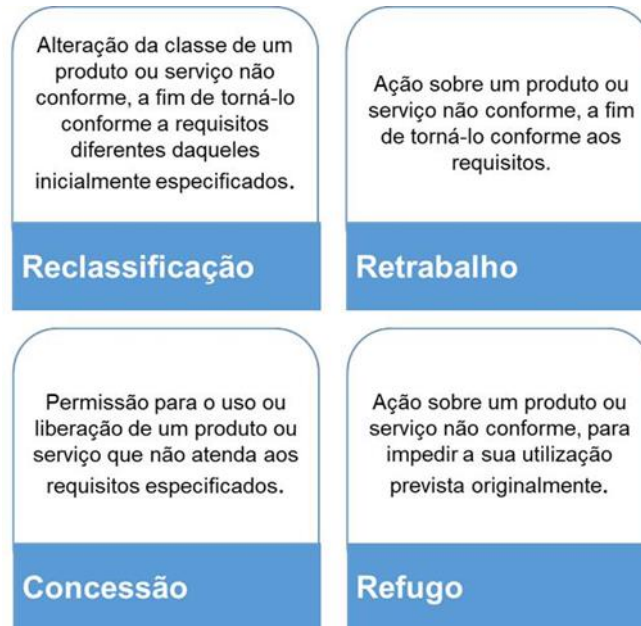 Alteração da classe de um
produto ou serviço não
conforme, a fim de torná-lo
conforme a requisitos
diferentes daqueles
inicialmente especificados.
Reclassificação
Ação sobre um produto ou
serviço não conforme, a fim
de torná-lo conforme aos
requisitos.
Retrabalho
Permissão para o uso ou
liberação de um produto ou
serviço que não atenda aos
requisitos especificados.
Concessão
Ação sobre um produto ou
serviço não conforme, para
impedir a sua utilização
prevista originalmente.
Refugo